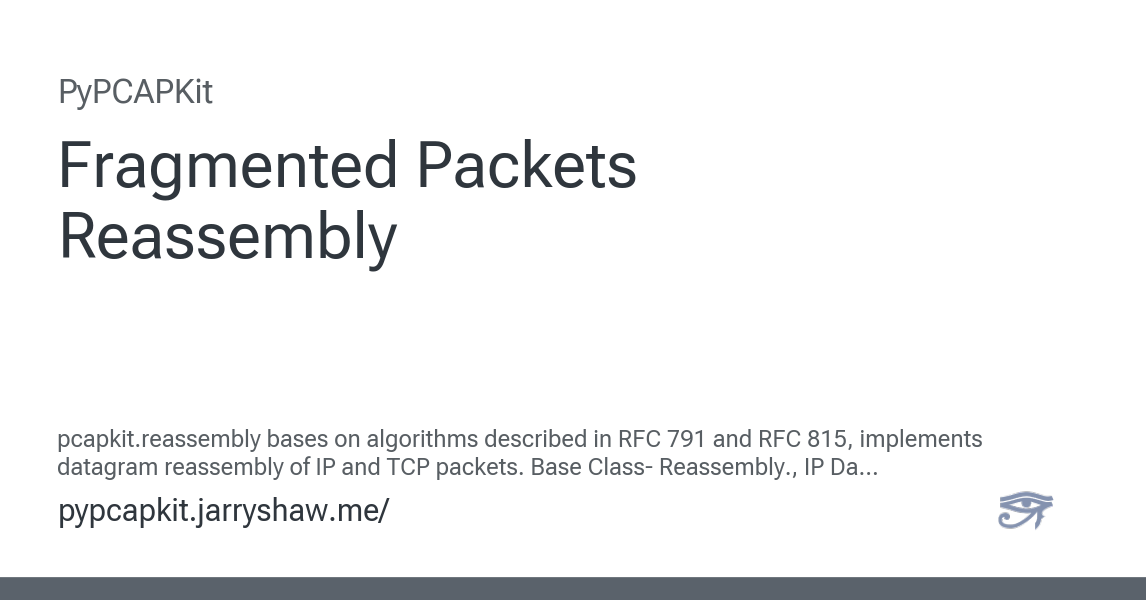 PyPCAPKit
Fragmented Packets
Reassembly
pcapkit.reassembly bases on algorithms described in RFC 791 and RFC 815, implements
datagram reassembly of IP and TCP packets. Base Class- Reassembly., IP Da...
pypcapkit.jarryshaw.me/